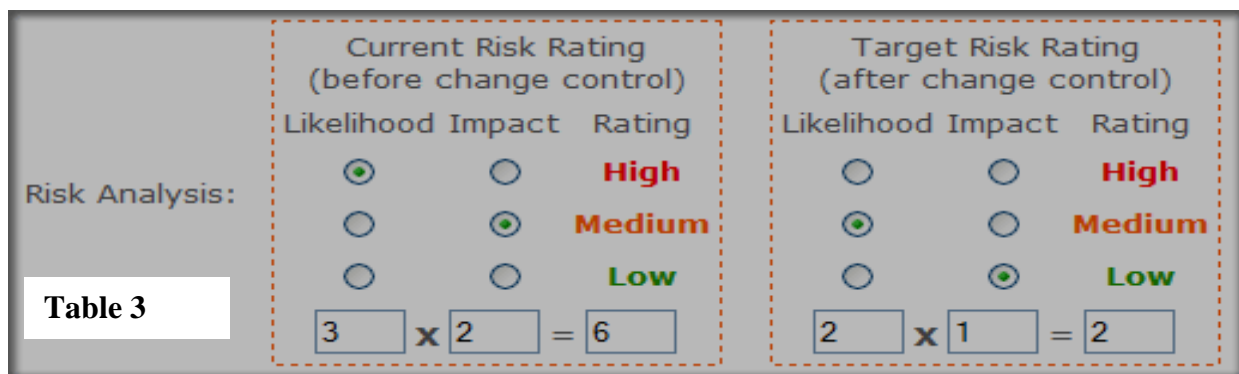 Current Risk Rating
(before change control)
Likelihood Impact Rating
High
Medium
Low
3 x 2 = 6
Target Risk Rating
(after change control)
Likelihood Impact Rating
High
Medium
Low
2 x 1 = 2
Risk Analysis:
Table 3